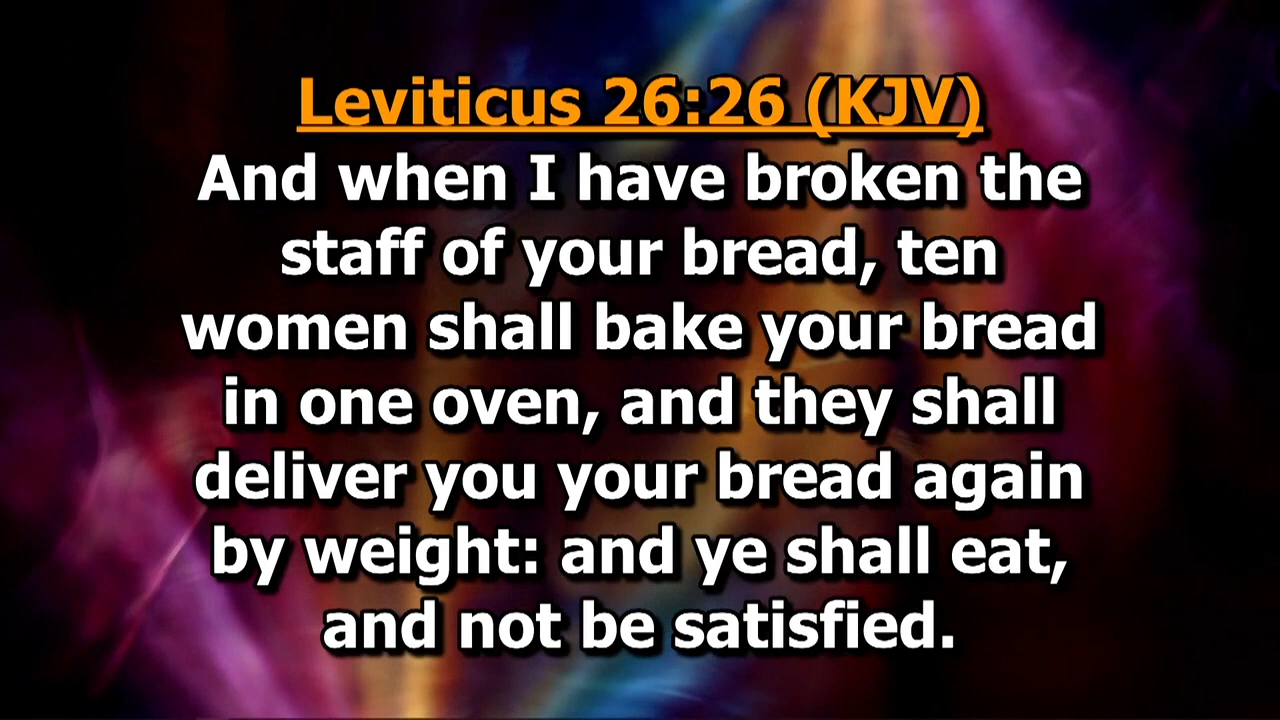 Leviticus 26:26 (KJV)
And when I have broken the
staff of your bread, ten
women shall bake your bread
in one oven, and they shall
deliver you your bread again
by weight: and ye shall eat,
and not be satisfied.